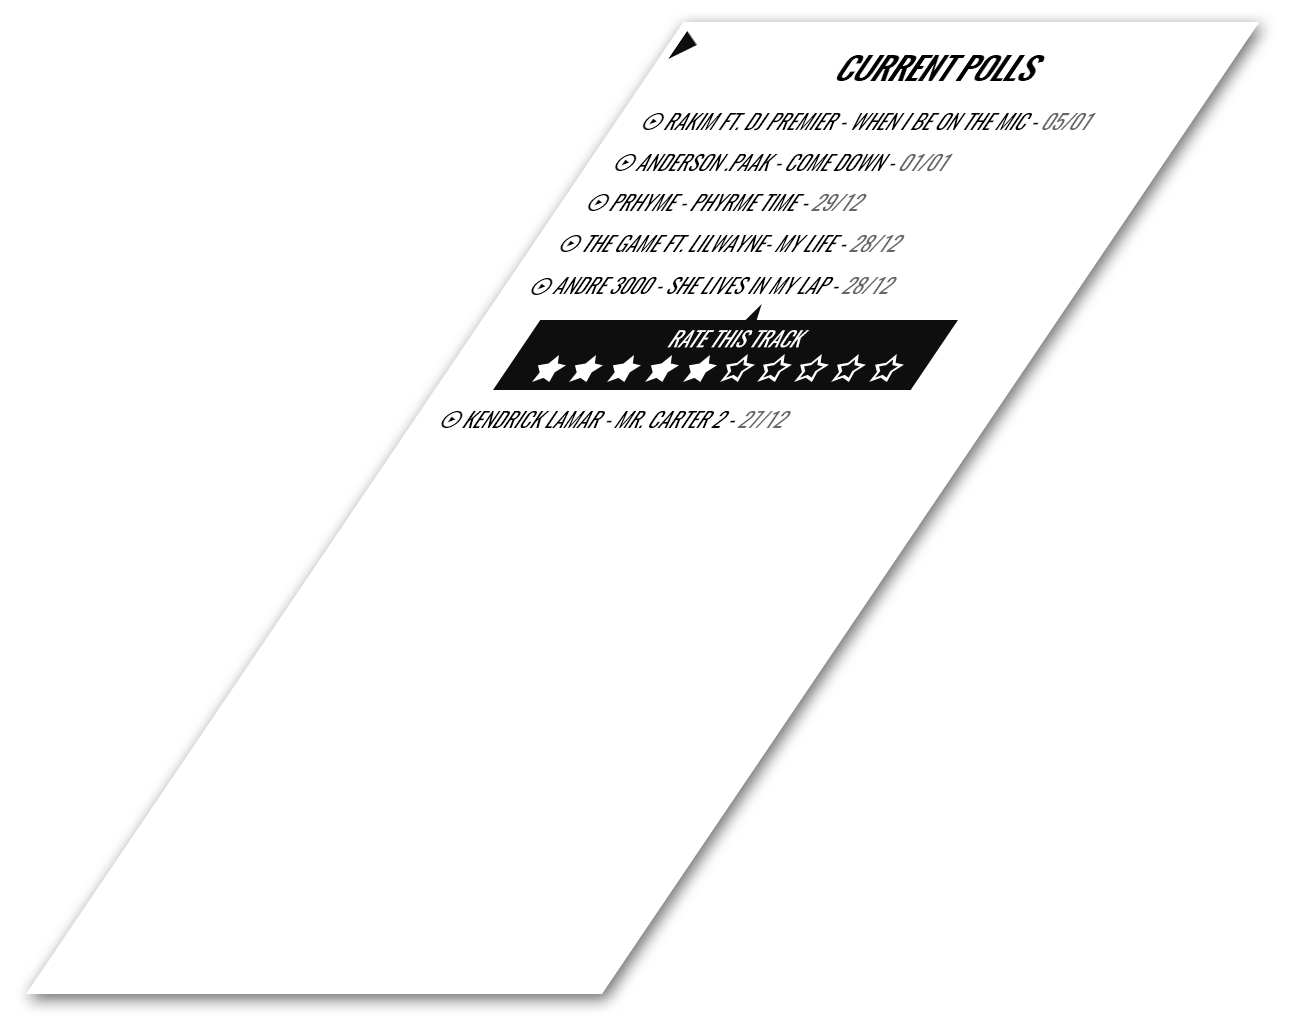 CURRENT POLLS
RAKIM FT. DJ PREMIER - WHEN I BE ON THE MIC - 05/01
ANDERSON .PAAK - COME DOWN - 01/01
PRHYME - PHYRME TIME - 29/12
THE GAME FT. LILWAYNE- MY LIFE - 28/12
ANDRE 3000 - SHE LIVES IN MY LAP - 28/12
RATE THIS TRACK
KENDRICK LAMAR - MR. CARTER 2 - 27/12